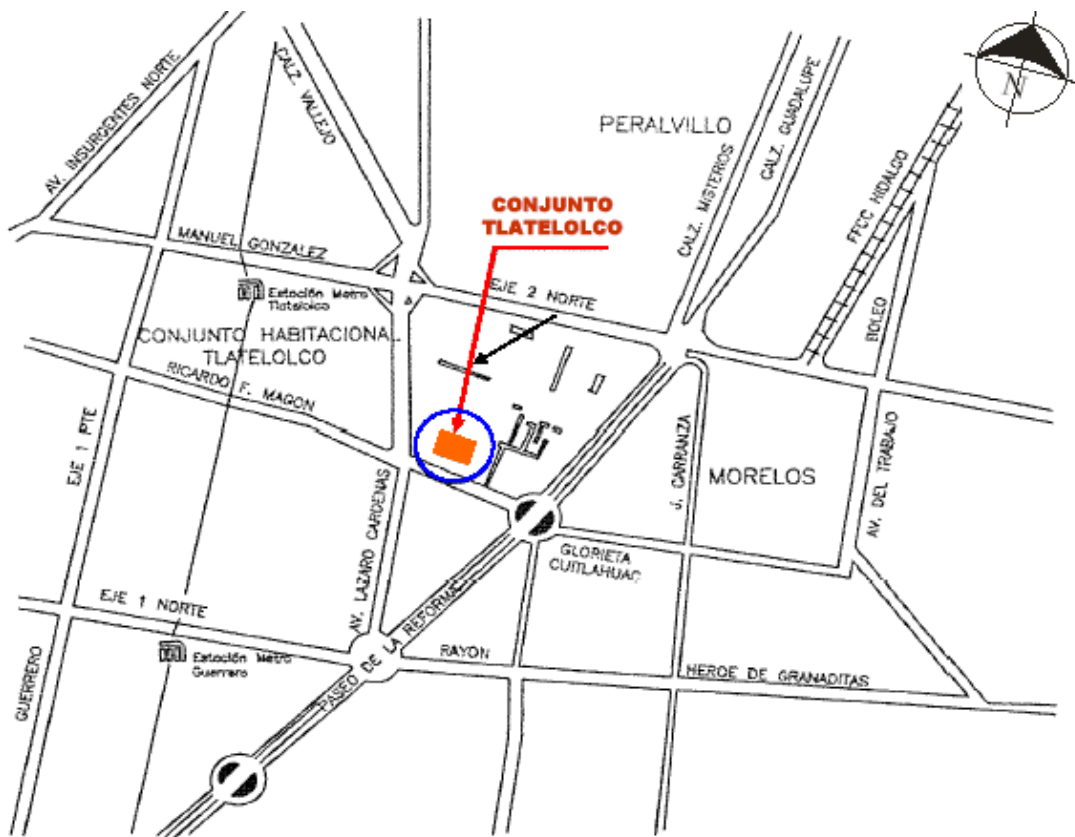 AV. INSURGENTES NORTE
CALZ. VALLEJO
PERALVILLO
CALZ. MISTERIOS
CALZ. GUADALUPE
FFCC HIDALGO
N
CONJUNTO
TLATELOLCO
MANUEL GONZALEZ
EJE 2 NORTE
Estación Metro
Tlatelolco
CONJUNTO HABITACIONAL
TLATELOLCO
RICARDO F. MAGON
BOLEO
EJE 1 PTE
AV. LAZARO CARDENAS
J. CARRANZA
MORELOS
AV. DEL TRABAJO
GLORIETA
CUITLAHUAC
EJE 1 NORTE
PASEO DE LA REFORMA
RAYON
Estación Metro
Guerrero
GUERRERO
HEROE DE GRANADITAS